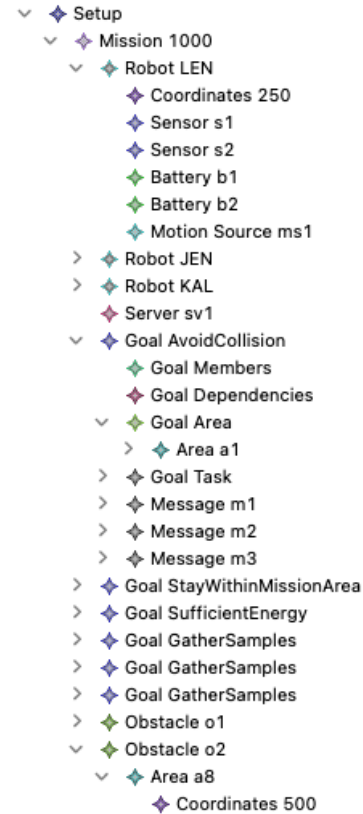 Setup
Mission 1000
Robot LEN
Coordinates 250
Sensor s1
Sensor s2
Battery b1
Battery b2
Motion Source ms1
Robot JEN
Robot KAL
Server sv1
Goal AvoidCollision
Goal Members
Goal Dependencies
Goal Area
Area a1
Goal Task
Message m1
Message m2
Message m3
Goal StayWithinMissionArea
Goal SufficientEnergy
Goal GatherSamples
Goal GatherSamples
Goal GatherSamples
Obstacle o1
Obstacle o2
Area a8
Coordinates 500